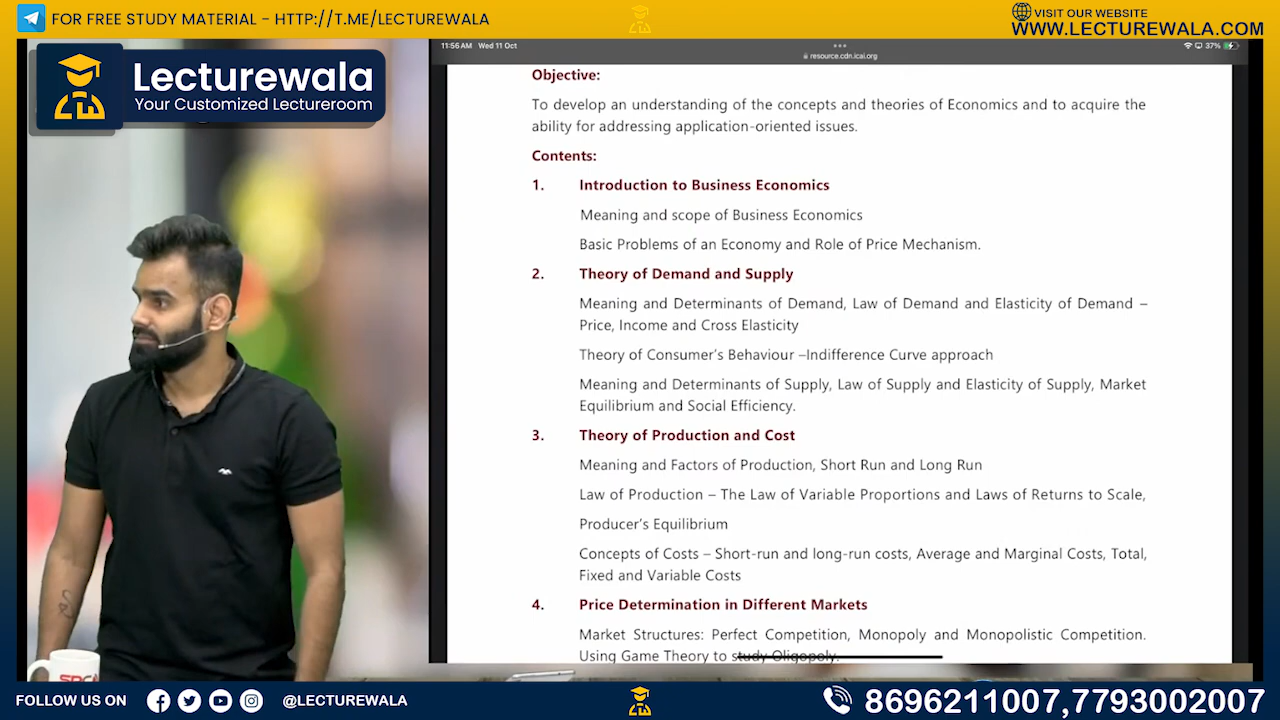 FOR FREE STUDY MATERIAL - HTTP://T.ME/LECTUREWALA
VISIT OUR WEBSITE
WWW.LECTUREWALA.COM
Lecturewala
Your Customized Lectureroom
11:56 AM Wed 11 Oct
resource.cdn.icai.org
37%
Objective:
To develop an understanding of the concepts and theories of Economics and to acquire the
ability for addressing application-oriented issues.
Contents:
1. Introduction to Business Economics
Meaning and scope of Business Economics
Basic Problems of an Economy and Role of Price Mechanism.
2. Theory of Demand and Supply
Meaning and Determinants of Demand, Law of Demand and Elasticity of Demand –
Price, Income and Cross Elasticity
Theory of Consumer's Behaviour –Indifference Curve approach
Meaning and Determinants of Supply, Law of Supply and Elasticity of Supply, Market
Equilibrium and Social Efficiency.
3. Theory of Production and Cost
Meaning and Factors of Production, Short Run and Long Run
Law of Production – The Law of Variable Proportions and Laws of Returns to Scale,
Producer's Equilibrium
Concepts of Costs – Short-run and long-run costs, Average and Marginal Costs, Total,
Fixed and Variable Costs
4. Price Determination in Different Markets
Market Structures: Perfect Competition, Monopoly and Monopolistic Competition.
Using Game Theory to study Oligopoly.
FOLLOW US ON
@LECTUREWALA
8696211007,7793002007